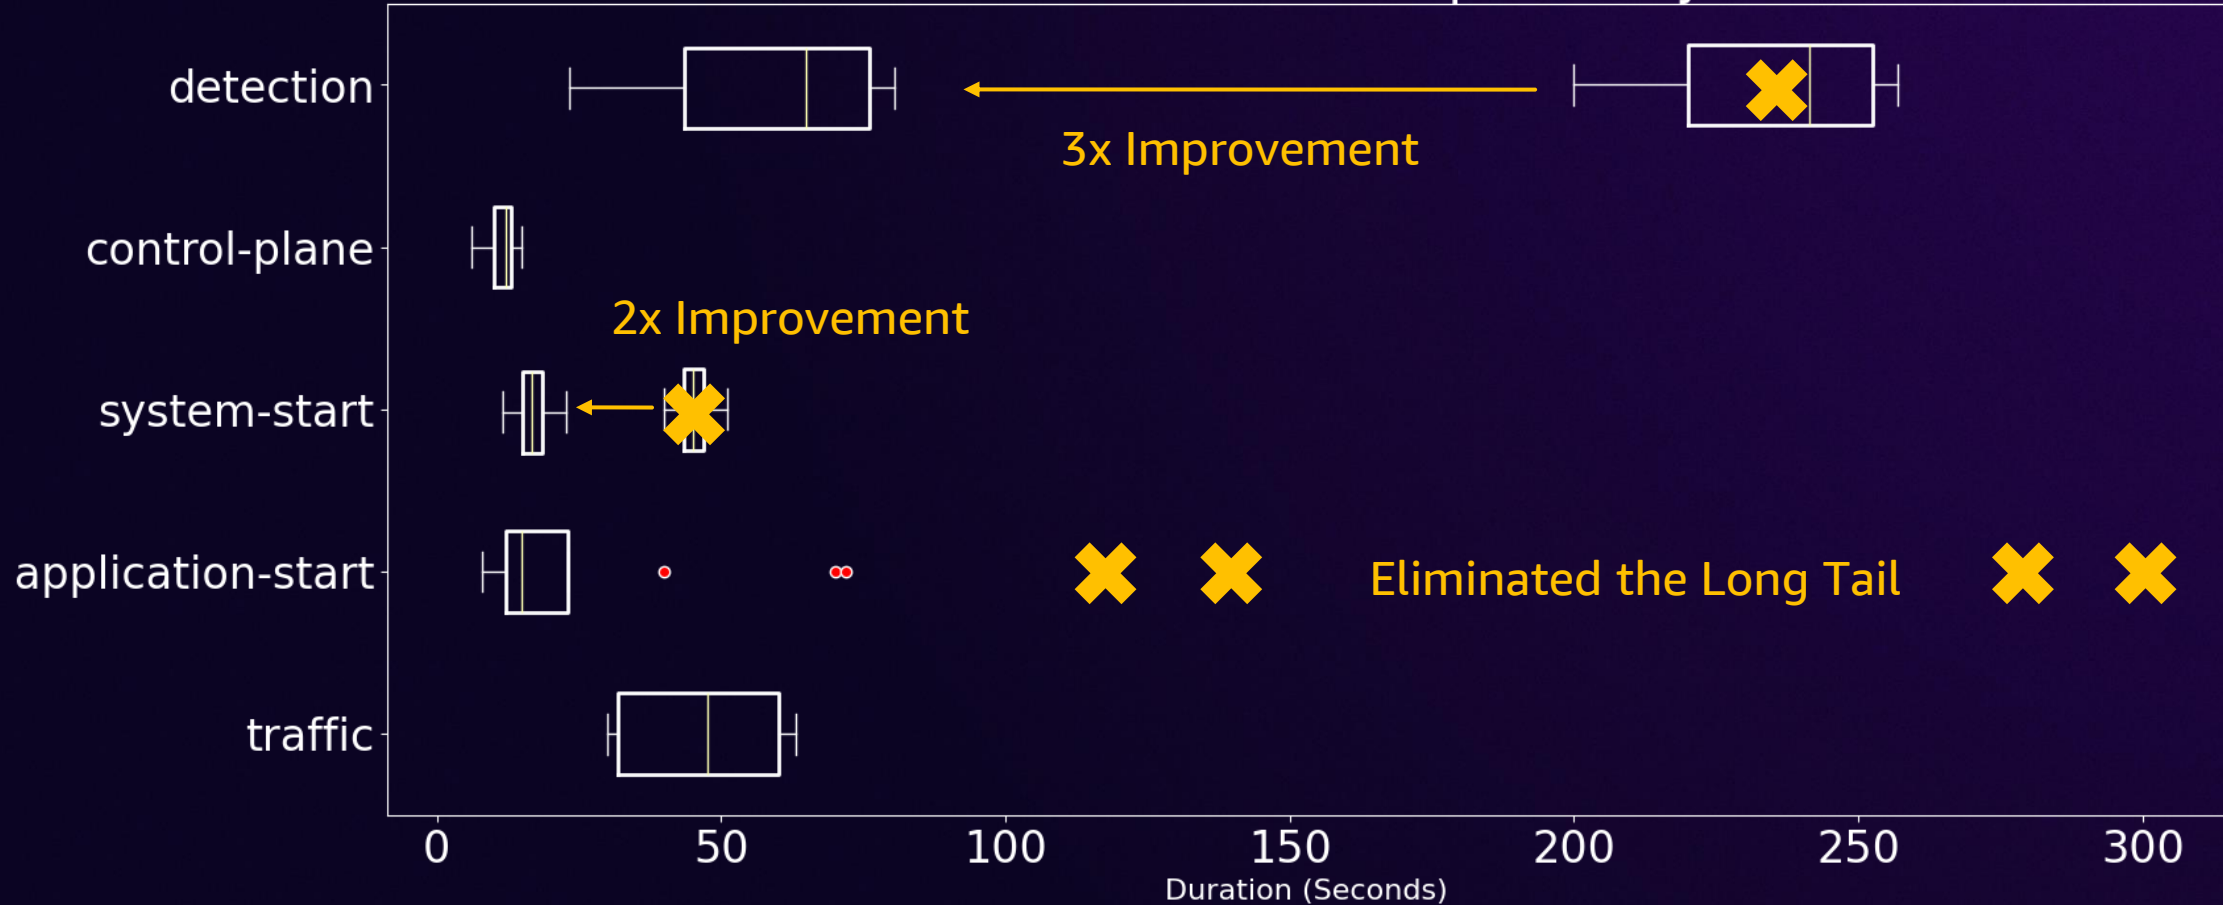 detection
3x Improvement
control-plane
2x Improvement
system-start
application-start
Eliminated the Long Tail
traffic
0 50 100 150 200 250 300
Duration (Seconds)